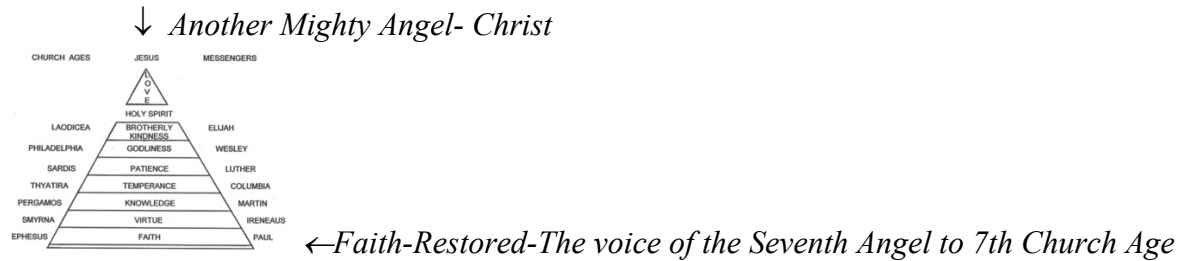 ↓ Another Mighty Angel- Christ
CHURCH AGES JESUS MESSENGERS
L
O
V
E
HOLY SPIRIT
LAODICEA BROTHERLY KINDNESS ELIJAH
PHILADELPHIA GODLINESS WESLEY
SARDIS PATIENCE LUTHER
THYATIRA TEMPERANCE COLUMBIA
PERGAMOS KNOWLEDGE MARTIN
SMYRNA VIRTUE IRENEAUS
EPHESUS FAITH PAUL ←Faith-Restored-The voice of the Seventh Angel to 7th Church Age